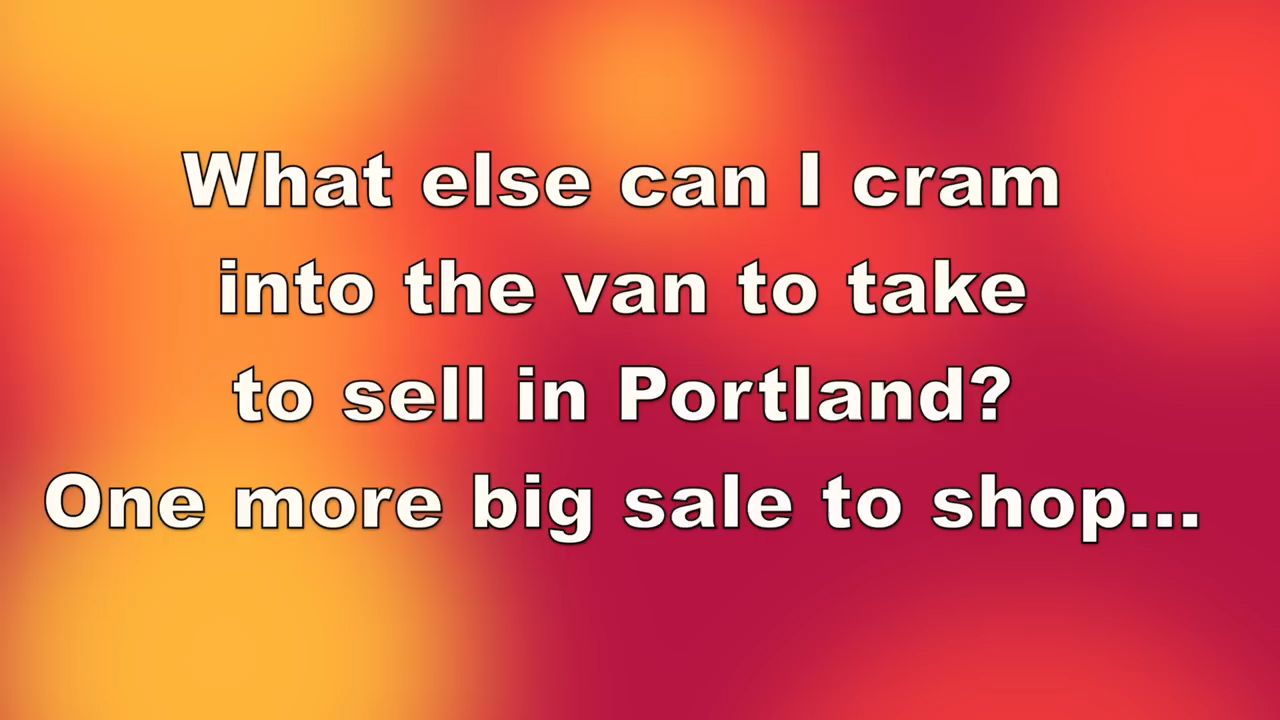 What else can I cram
into the van to take
to sell in Portland?
One more big sale to shop...